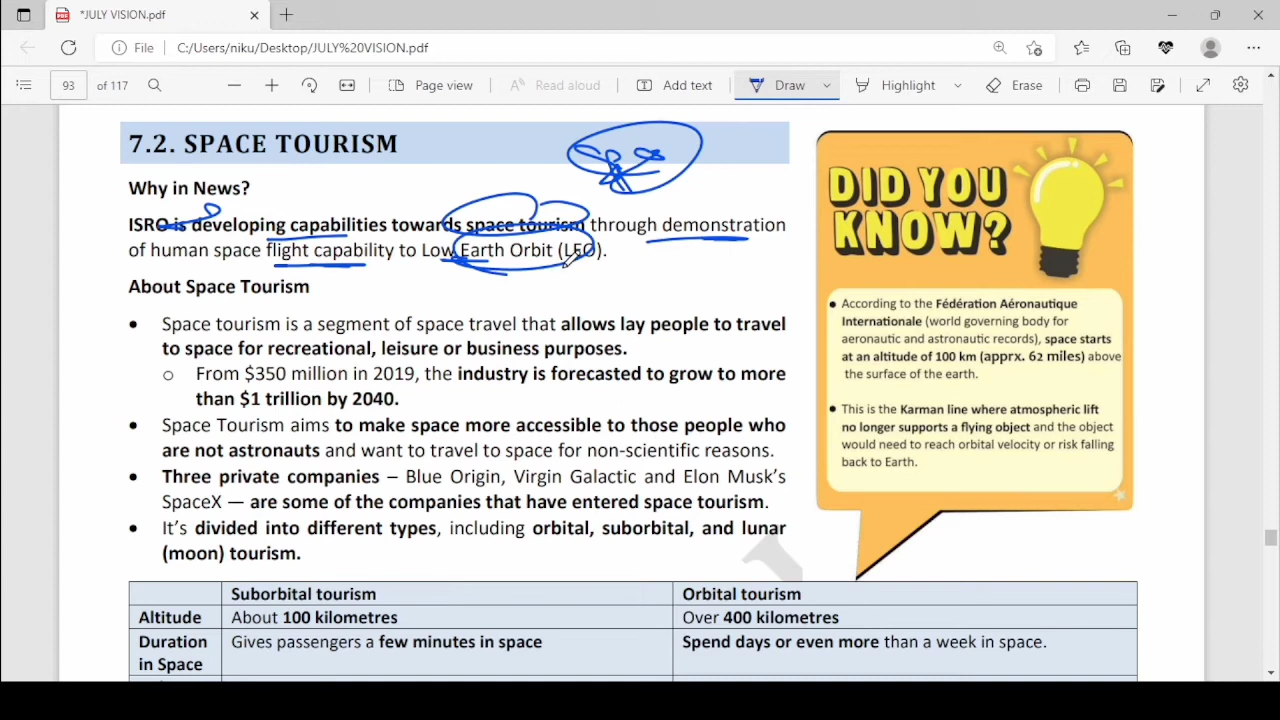 *JULY VISION.pdf
File
C:/Users/niku/Desktop/JULY%20VISION.pdf
93 of 117
Page view
Read aloud
Add text
Draw
Highlight
Erase
7.2. SPACE TOURISM
Why in News?
ISRO is developing capabilities towards space tourism through demonstration
of human space flight capability to Low Earth Orbit (LEO).
About Space Tourism
• Space tourism is a segment of space travel that allows lay people to travel
to space for recreational, leisure or business purposes.
o From $350 million in 2019, the industry is forecasted to grow to more
than $1 trillion by 2040.
• Space Tourism aims to make space more accessible to those people who
are not astronauts and want to travel to space for non-scientific reasons.
• Three private companies – Blue Origin, Virgin Galactic and Elon Musk's
SpaceX — are some of the companies that have entered space tourism.
• It's divided into different types, including orbital, suborbital, and lunar
(moon) tourism.
DID YOU
KNOW?
• According to the Fédération Aéronautique
Internationale (world governing body for
aeronautic and astronautic records), space starts
at an altitude of 100 km (apprx. 62 miles) above
the surface of the earth.
• This is the Karman line where atmospheric lift
no longer supports a flying object and the object
would need to reach orbital velocity or risk falling
back to Earth.
Suborbital tourism Orbital tourism
Altitude About 100 kilometres Over 400 kilometres
Duration Gives passengers a few minutes in space Spend days or even more than a week in space.
in Space